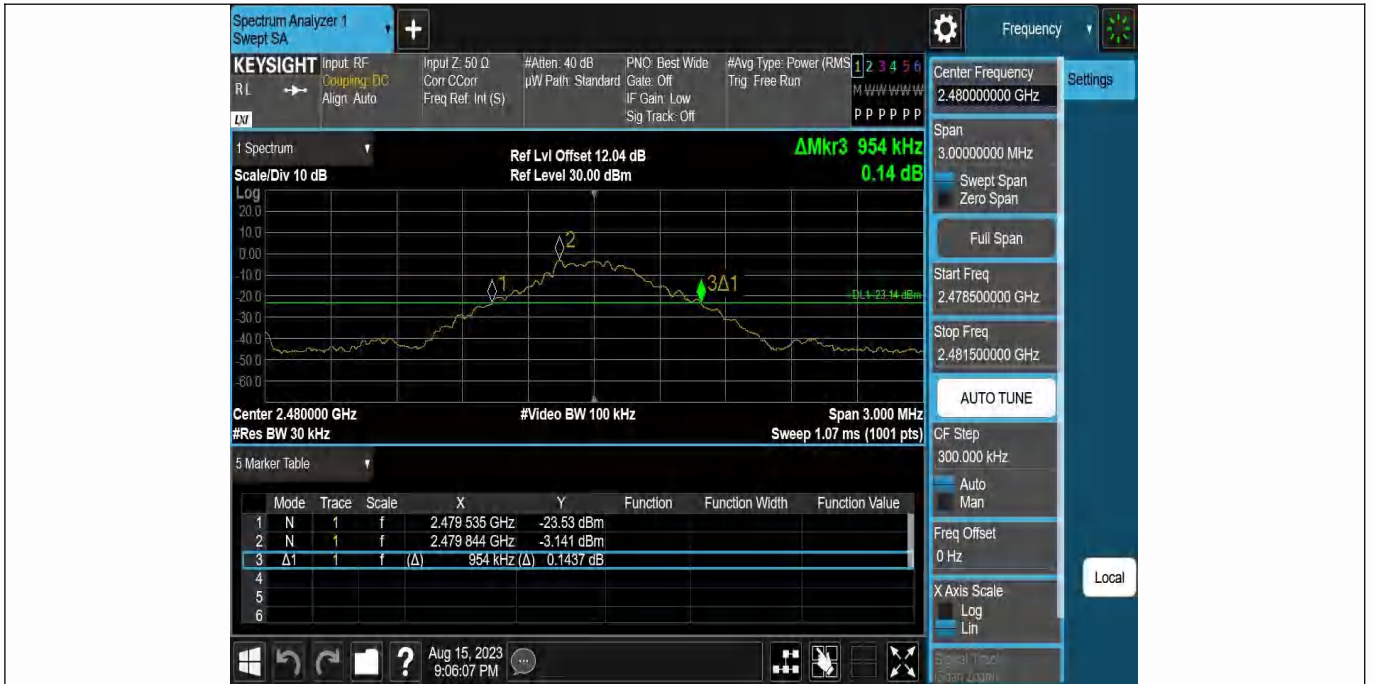 Spectrum Analyzer 1
Swept SA
+
Frequency
KEYSIGHT
RL
LXI
Input: RF
Coupling: DC
Align: Auto
Input Z: 50 Ω
Corr CCorr
Freq Ref: Int (S)
#Atten: 40 dB
µW Path: Standard
PNO: Best Wide
Gate: Off
IF Gain: Low
Sig Track: Off
#Avg Type: Power (RMS
Trig: Free Run
1 2 3 4 5 6
M W W W W W
P P P P P P
1 Spectrum
Scale/Div 10 dB
Ref Lvl Offset 12.04 dB
Ref Level 30.00 dBm
ΔMkr3 954 kHz
0.14 dB
Log
20.0
10.0
0.00
-10.0
-20.0
-30.0
-40.0
-50.0
-60.0
1
2
3Δ1
DL1 -23.14 dBm
Center 2.480000 GHz
#Video BW 100 kHz
Span 3.000 MHz
#Res BW 30 kHz
Sweep 1.07 ms (1001 pts)
5 Marker Table
Mode Trace Scale X Y Function Function Width Function Value
1 N 1 f 2.479 535 GHz -23.53 dBm
2 N 1 f 2.479 844 GHz -3.141 dBm
3 Δ1 1 f (Δ) 954 kHz (Δ) 0.1437 dB
4
5
6
?
Aug 15, 2023
9:06:07 PM
Center Frequency
2.480000000 GHz
Settings
Span
3.00000000 MHz
Swept Span
Zero Span
Full Span
Start Freq
2.478500000 GHz
Stop Freq
2.481500000 GHz
AUTO TUNE
CF Step
300.000 kHz
Auto
Man
Freq Offset
0 Hz
X Axis Scale
Log
Lin
Local
Signal Track
(Span Zoom)